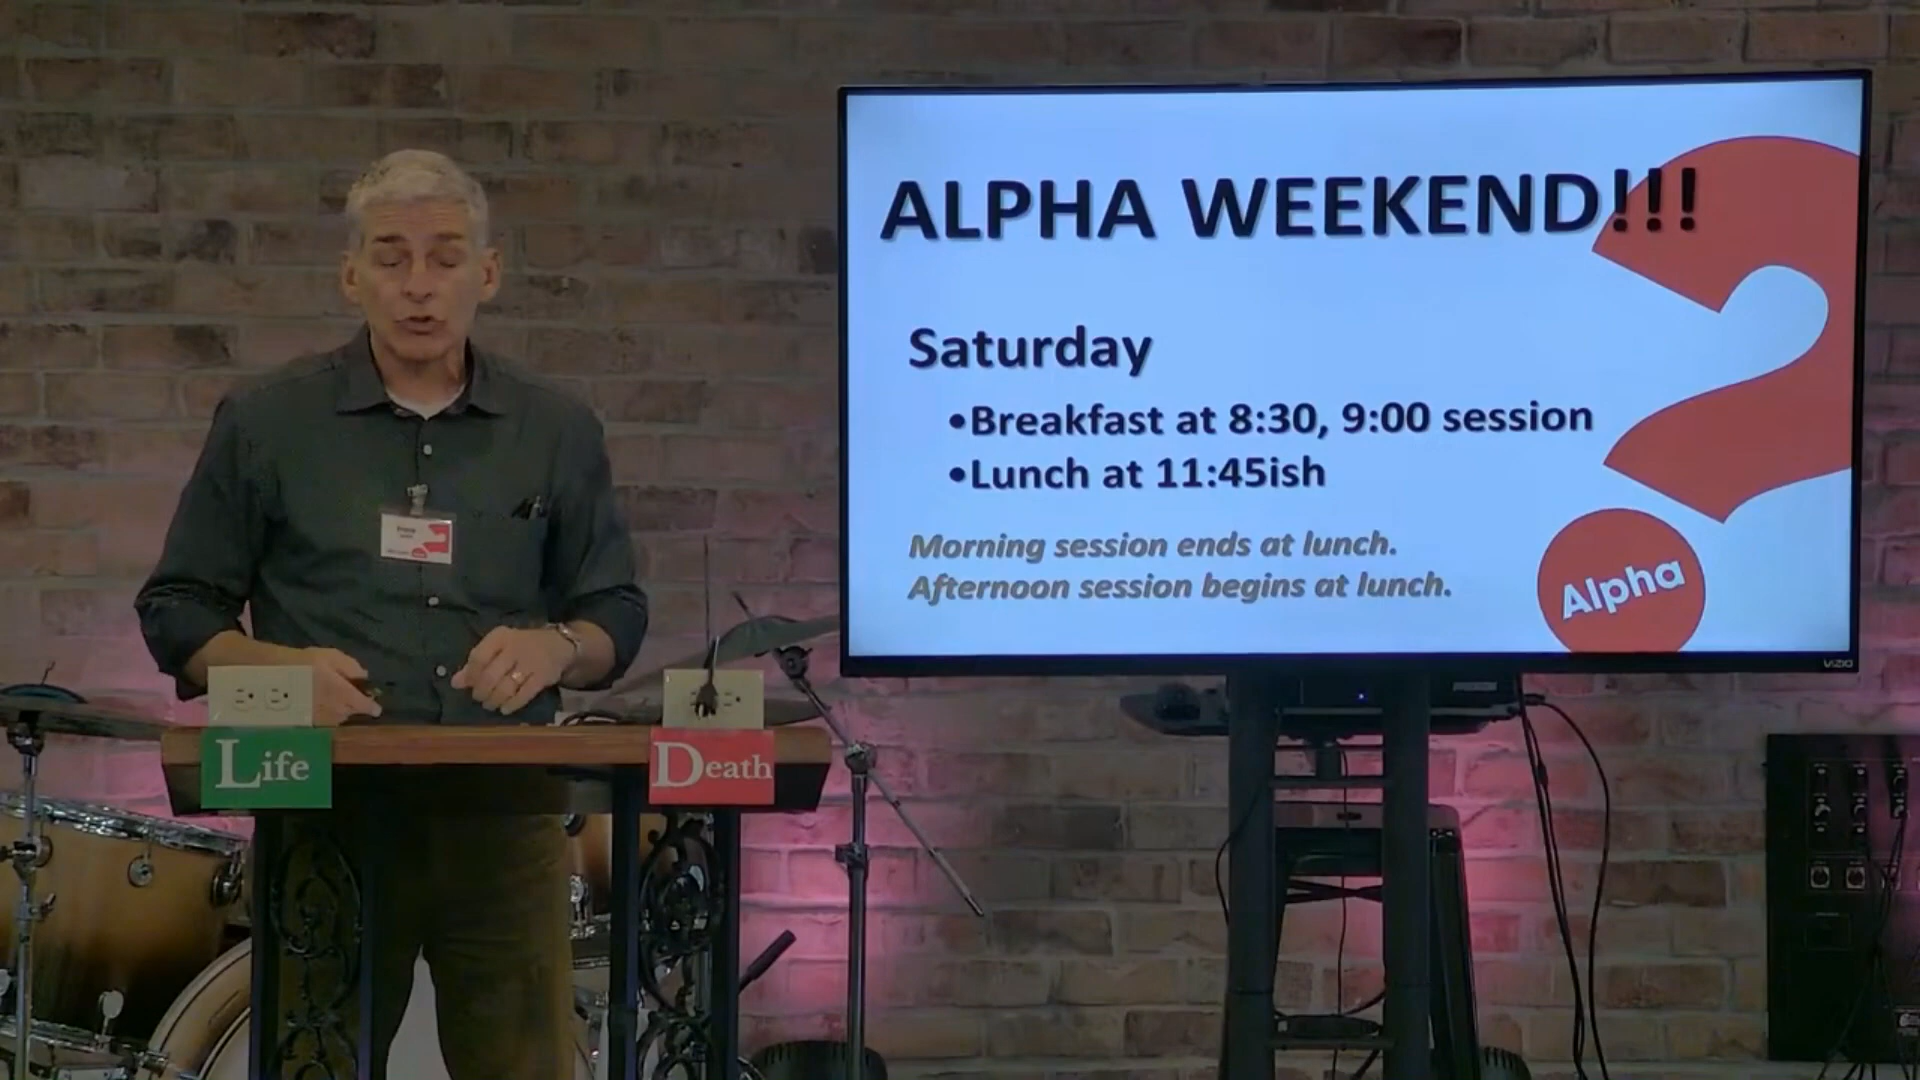 ALPHA WEEKEND!!!
Saturday
•Breakfast at 8:30, 9:00 session
•Lunch at 11:45ish
Morning session ends at lunch.
Afternoon session begins at lunch.
Alpha
VIZIO
Life
Death